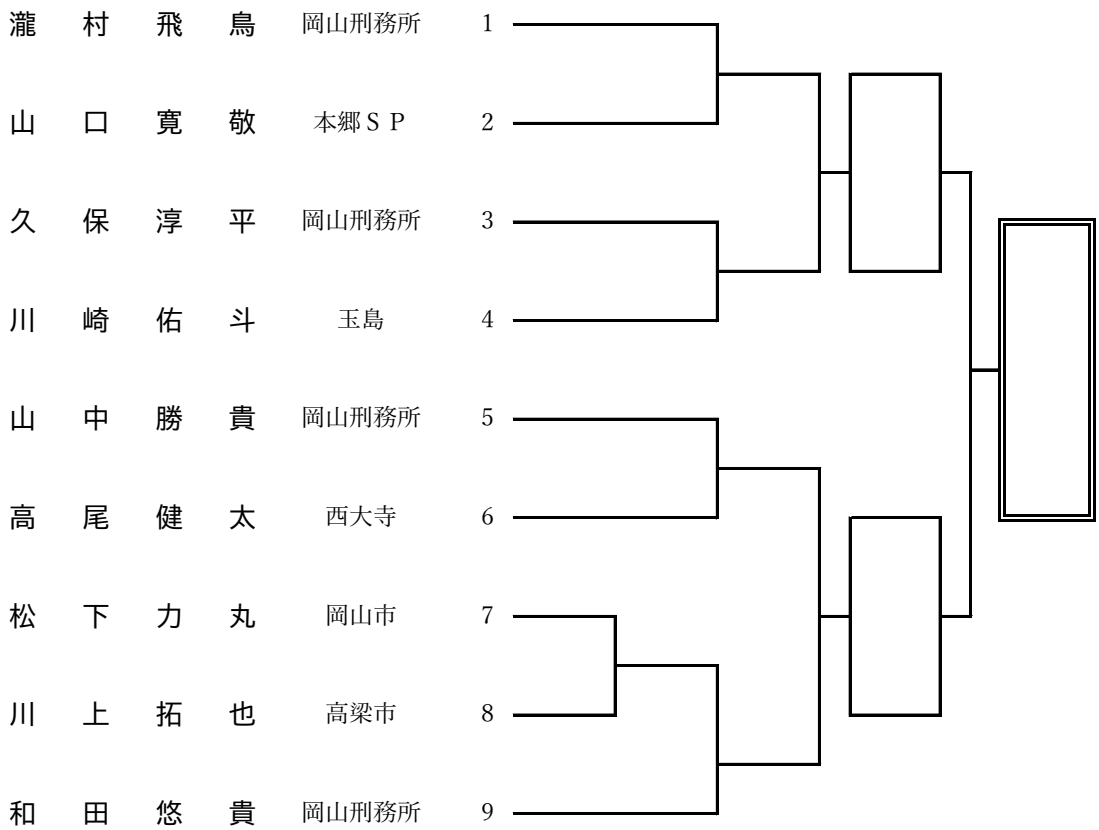 瀧村飛鳥 岡山刑務所 1
山口寛敬 本郷ＳＰ 2
久保淳平 岡山刑務所 3
川崎佑斗 玉島 4
山中勝貴 岡山刑務所 5
高尾健太 西大寺 6
松下力丸 岡山市 7
川上拓也 高梁市 8
和田悠貴 岡山刑務所 9